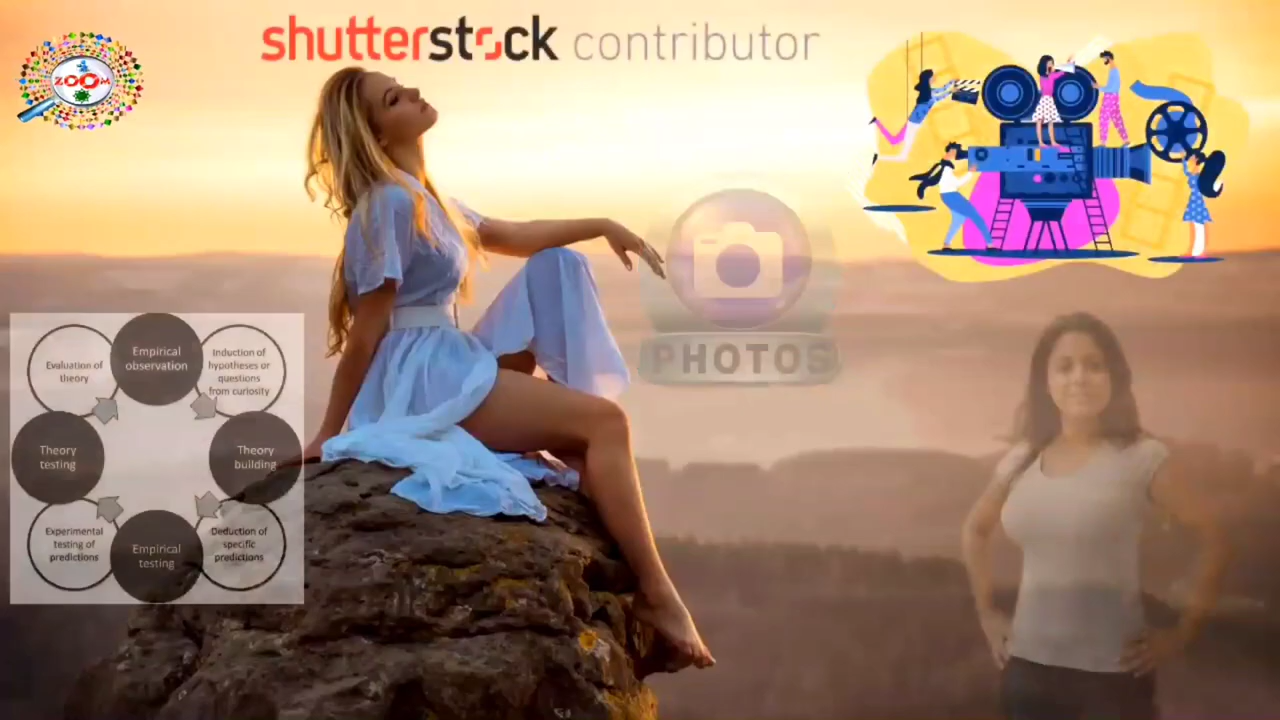 shutterstock contributor
ZOOM
PHOTOS
Evaluation of
theory
Empirical
observation
Induction of
hypotheses or
questions
from curiosity
Theory
testing
Theory
building
Experimental
testing of
predictions
Empirical
testing
Deduction of
specific
predictions